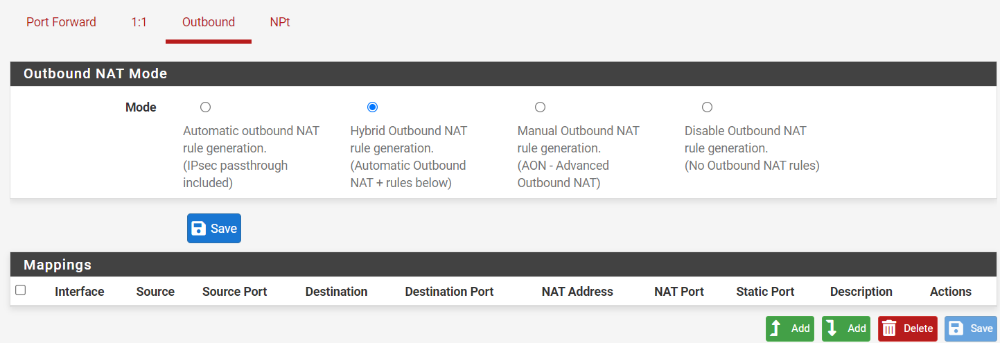 Port Forward 1:1 Outbound NPt
Outbound NAT Mode
Mode
Automatic outbound NAT
rule generation.
(IPsec passthrough
included)
Hybrid Outbound NAT
rule generation.
(Automatic Outbound
NAT + rules below)
Manual Outbound NAT
rule generation.
(AON - Advanced
Outbound NAT)
Disable Outbound NAT
rule generation.
(No Outbound NAT rules)
Save
Mappings
Interface Source Source Port Destination Destination Port NAT Address NAT Port Static Port Description Actions
Add Add Delete Save